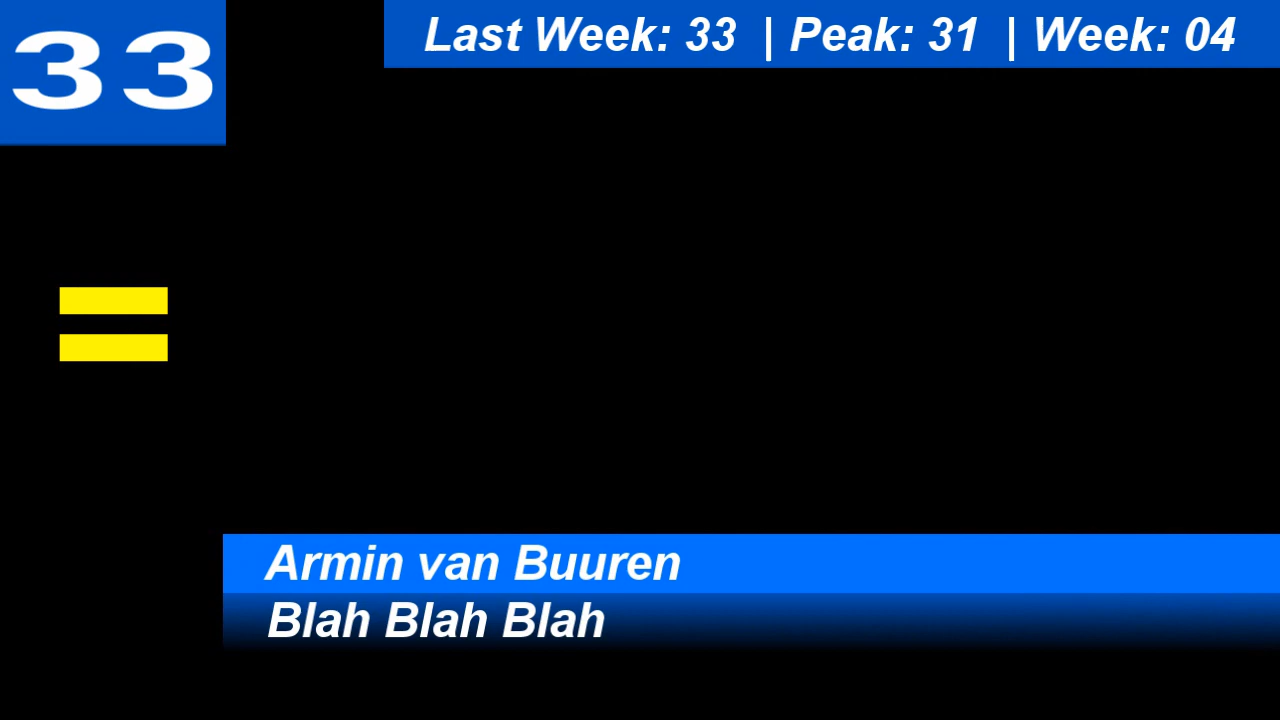 33
Last Week: 33 | Peak: 31 | Week: 04
=
Armin van Buuren
Blah Blah Blah